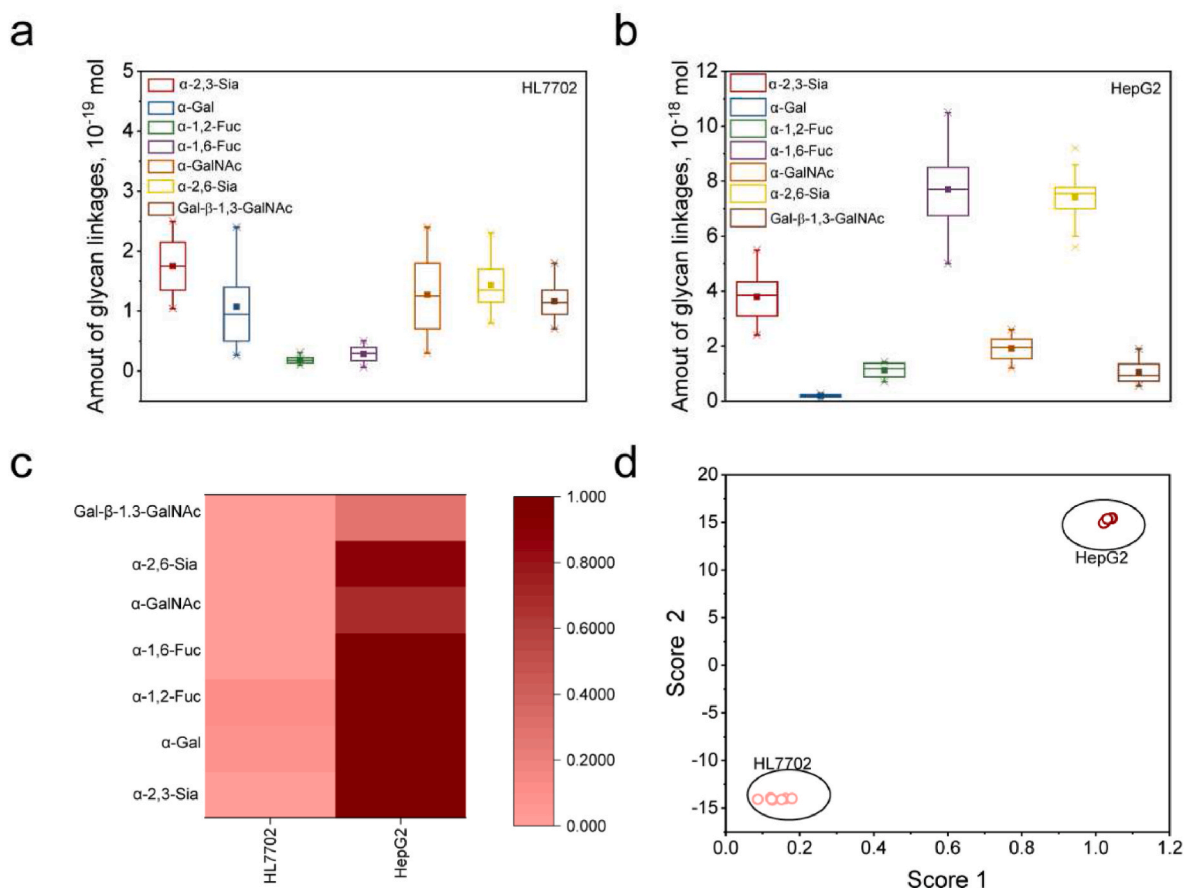 a
5
4
3
2
1
0
Amout of glycan linkages, 10⁻¹⁹ mol
HL7702
α-2,3-Sia
α-Gal
α-1,2-Fuc
α-1,6-Fuc
α-GalNAc
α-2,6-Sia
Gal-β-1,3-GalNAc
b
12
10
8
6
4
2
0
Amout of glycan linkages, 10⁻¹⁸ mol
HepG2
α-2,3-Sia
α-Gal
α-1,2-Fuc
α-1,6-Fuc
α-GalNAc
α-2,6-Sia
Gal-β-1,3-GalNAc
c
Gal-β-1.3-GalNAc
α-2,6-Sia
α-GalNAc
α-1,6-Fuc
α-1,2-Fuc
α-Gal
α-2,3-Sia
HL7702
HepG2
1.000
0.8000
0.6000
0.4000
0.2000
0.000
d
20
15
10
5
0
-5
-10
-15
Score 2
HepG2
HL7702
0.0 0.2 0.4 0.6 0.8 1.0 1.2
Score 1